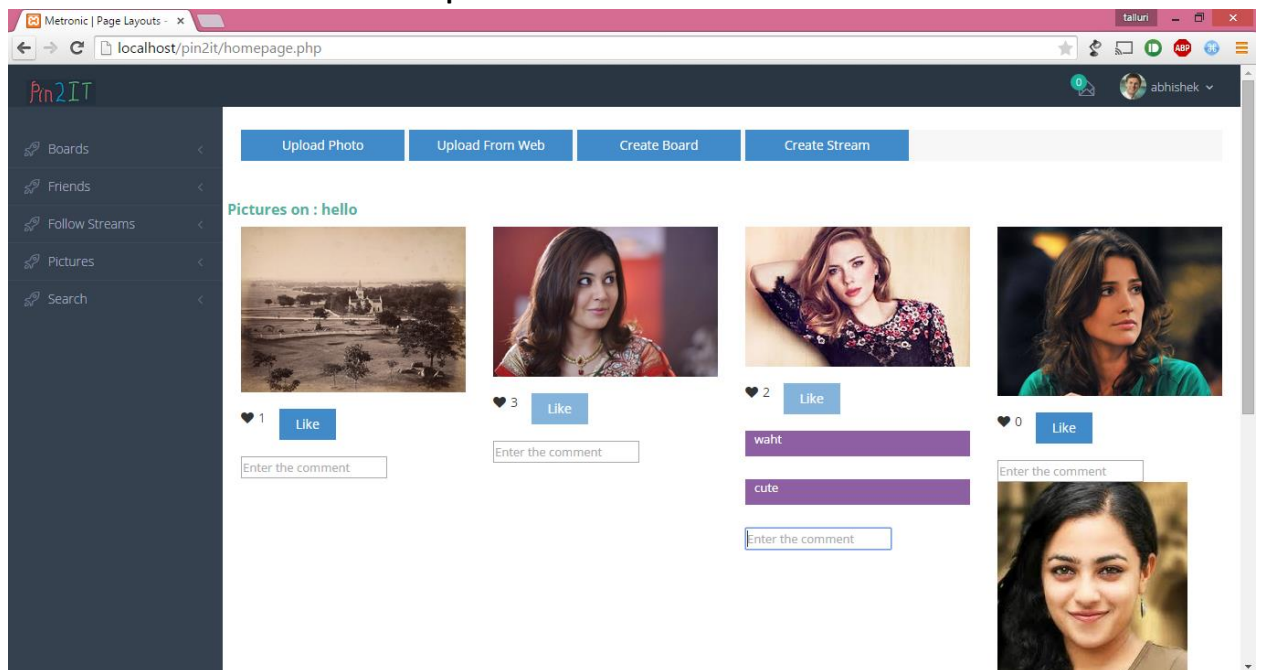 Metronic | Page Layouts -
talluri
localhost/pin2it/homepage.php
ABP
Pin2IT
0
abhishek
Boards
Friends
Follow Streams
Pictures
Search
Upload Photo
Upload From Web
Create Board
Create Stream
Pictures on : hello
1
Like
Enter the comment
3
Like
Enter the comment
2
Like
waht
cute
Enter the comment
0
Like
Enter the comment